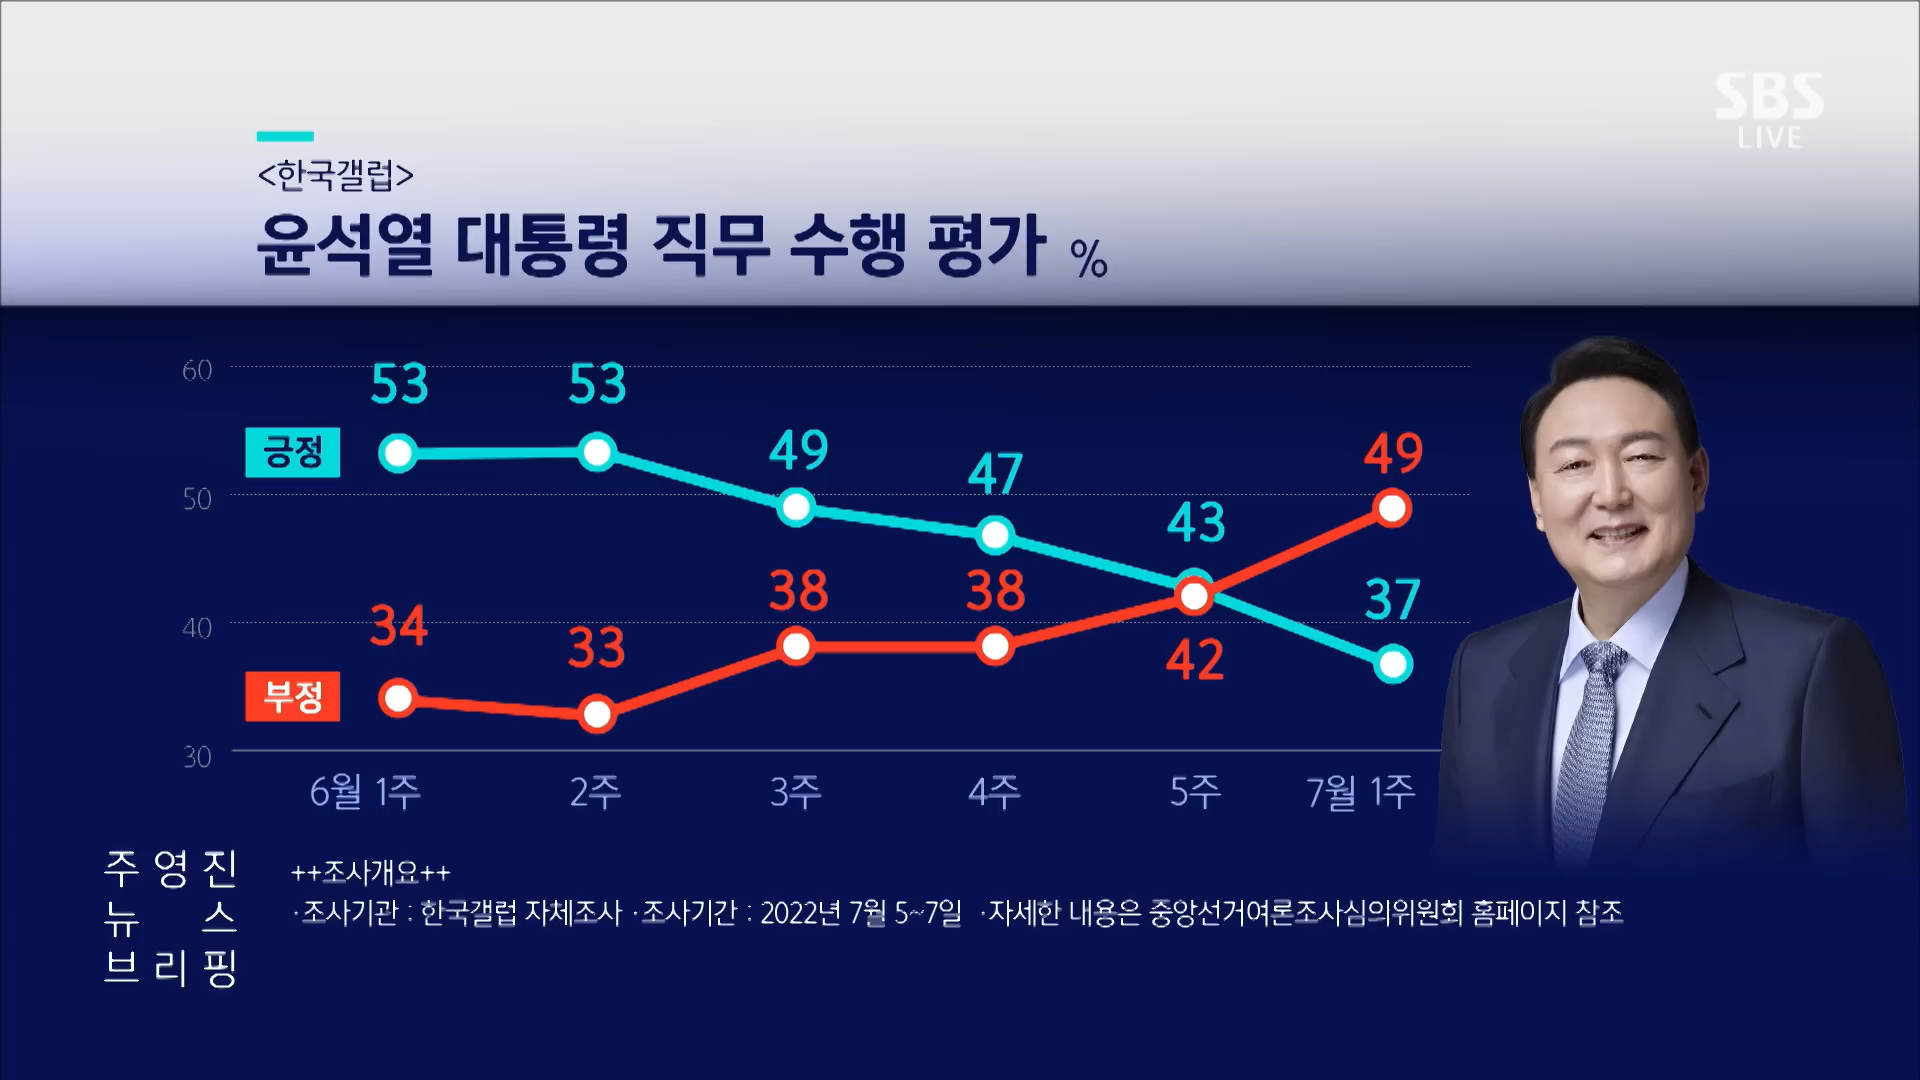 SBS
LIVE
<한국갤럽>
윤석열 대통령 직무 수행 평가 %
60
50
40
30
긍정
53
53
49
47
43
37
부정
34
33
38
38
42
49
6월 1주
2주
3주
4주
5주
7월 1주
주영진
뉴스
브리핑
++조사개요++
·조사기관 : 한국갤럽 자체조사 ·조사기간 : 2022년 7월 5~7일 ·자세한 내용은 중앙선거여론조사심의위원회 홈페이지 참조